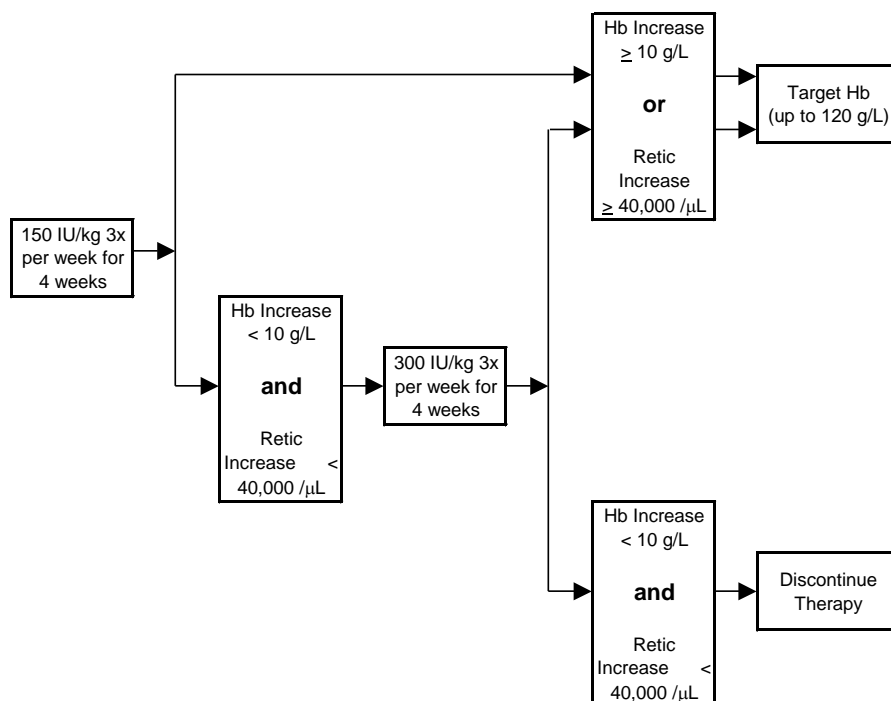 150 IU/kg 3x
per week for
4 weeks
Hb Increase
< 10 g/L
and
Retic
Increase <
40,000 /μL
300 IU/kg 3x
per week for
4 weeks
Hb Increase
≥ 10 g/L
or
Retic
Increase
≥ 40,000 /μL
Target Hb
(up to 120 g/L)
Hb Increase
< 10 g/L
and
Retic
Increase <
40,000 /μL
Discontinue
Therapy